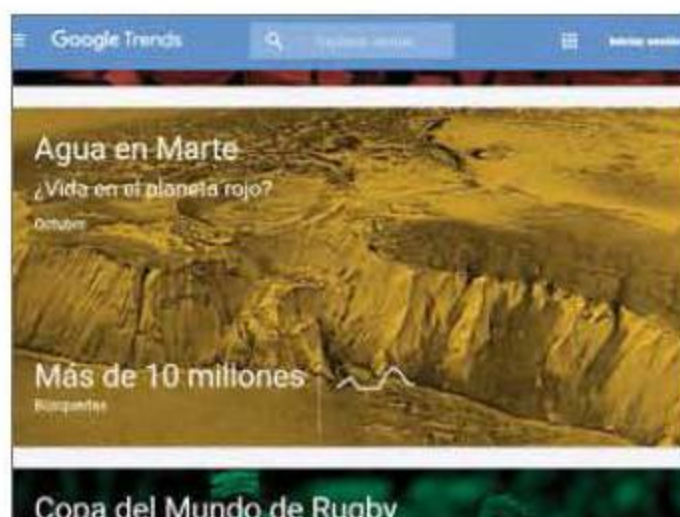 Google Trends
Agua en Marte
¿Vida en el planeta rojo?
Octubre
Más de 10 millones
Búsquedas
Copa del Mundo de Rugby